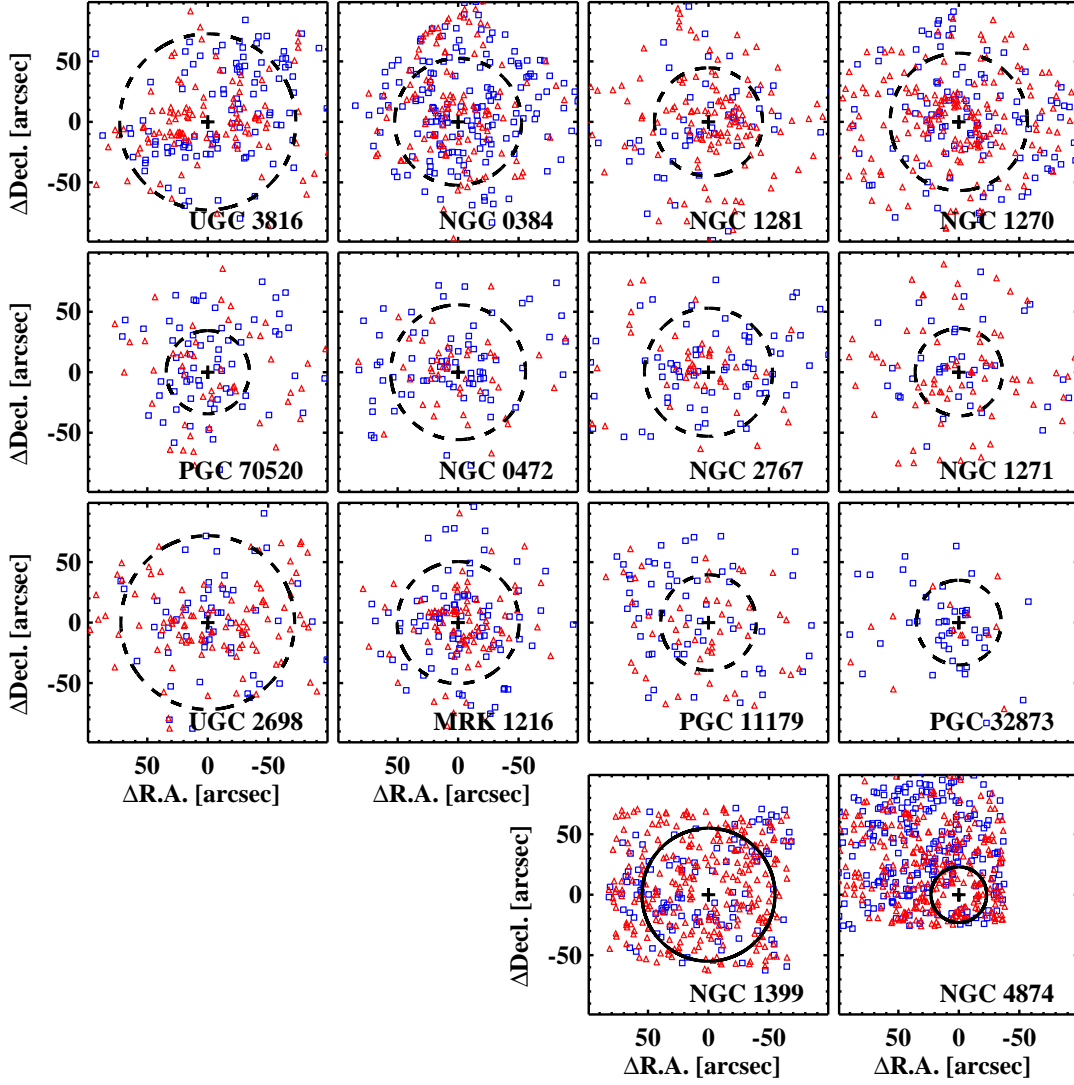 ΔDecl. [arcsec]
50
0
-50
UGC 3816
NGC 0384
NGC 1281
NGC 1270
ΔDecl. [arcsec]
50
0
-50
PGC 70520
NGC 0472
NGC 2767
NGC 1271
ΔDecl. [arcsec]
50
0
-50
UGC 2698
MRK 1216
PGC 11179
PGC 32873
50 0 -50
50 0 -50
ΔR.A. [arcsec]
ΔR.A. [arcsec]
ΔDecl. [arcsec]
50
0
-50
NGC 1399
NGC 4874
50 0 -50
50 0 -50
ΔR.A. [arcsec]
ΔR.A. [arcsec]